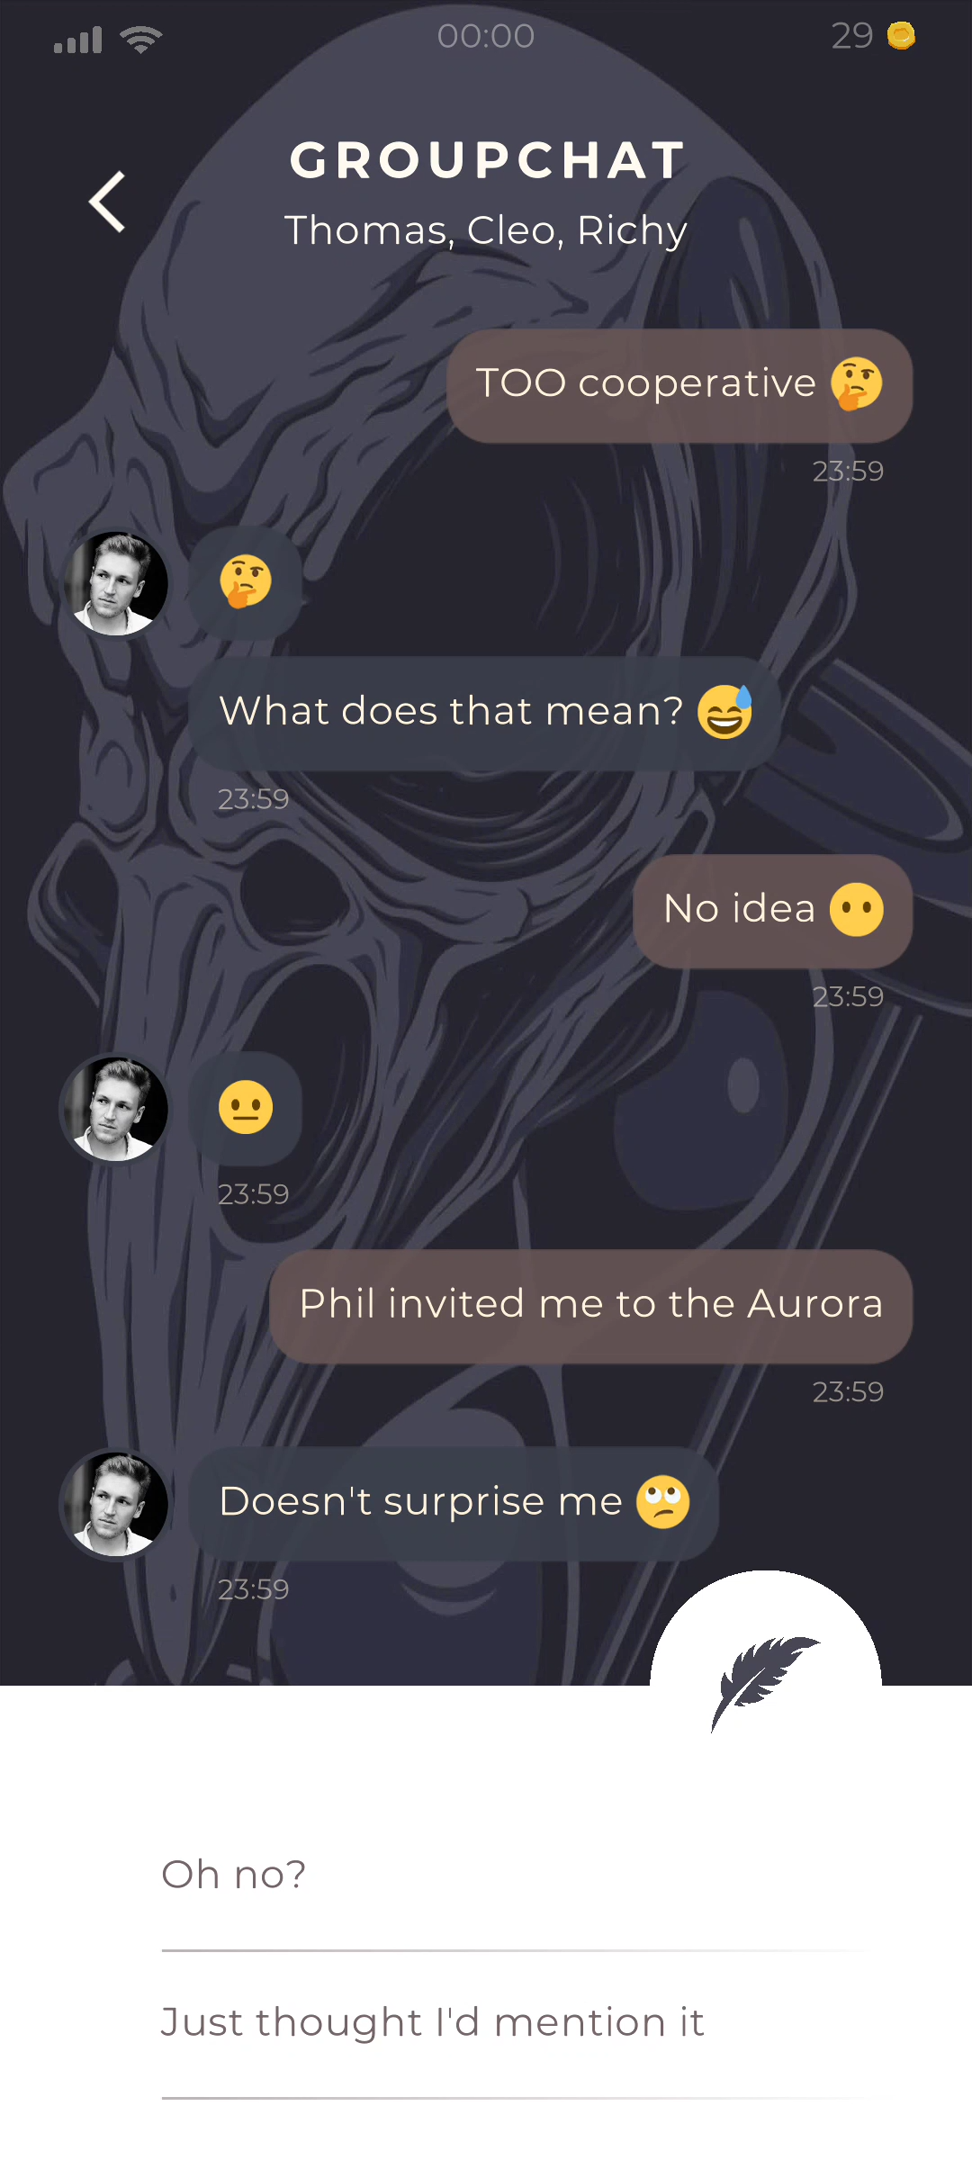 00:00
29
GROUPCHAT
Thomas, Cleo, Richy
TOO cooperative 🤔
23:59
🤔
What does that mean? 😅
23:59
No idea 😶
23:59
😐
23:59
Phil invited me to the Aurora
23:59
Doesn't surprise me 🙄
23:59
Oh no?
Just thought I'd mention it